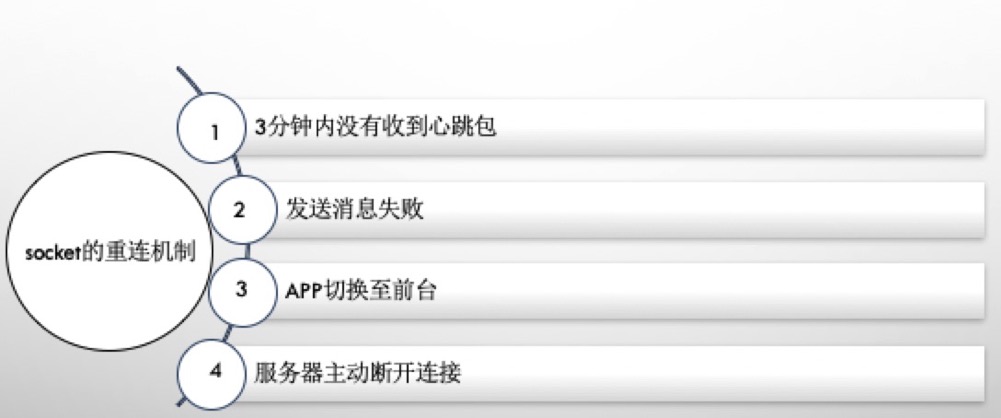 1
3分钟内没有收到心跳包
2
发送消息失败
socket的重连机制
3
APP切换至前台
4
服务器主动断开连接